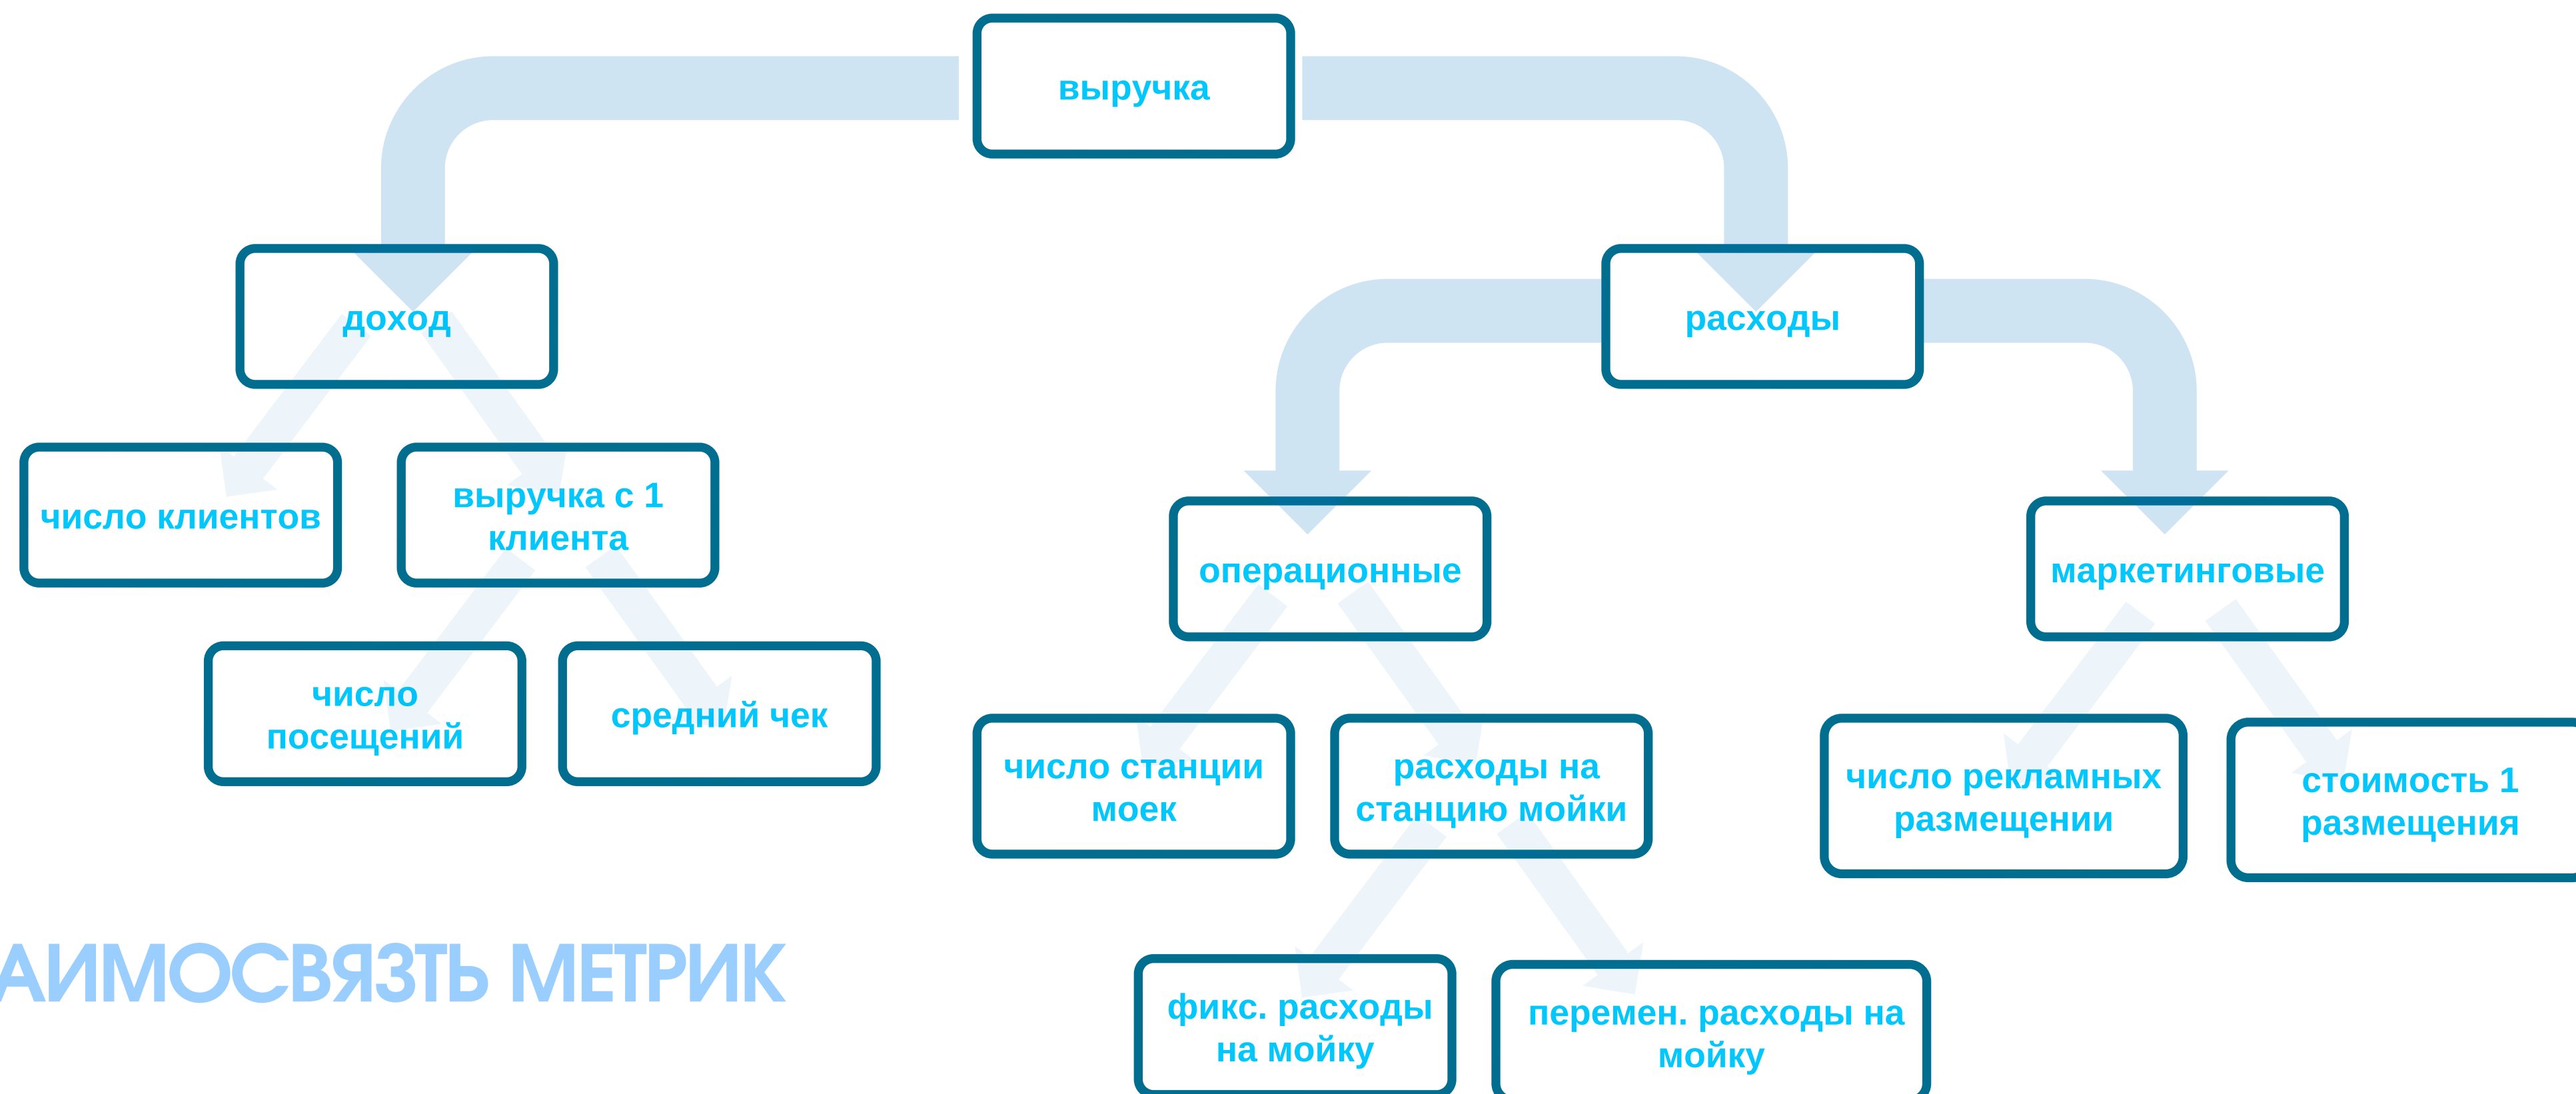 выручка
доход
расходы
число клиентов
выручка с 1
клиента
операционные
маркетинговые
число
посещений
средний чек
число станции
моек
расходы на
станцию мойки
число рекламных
размещении
стоимость 1
размещения
АИМОСВЯЗТЬ МЕТРИК
фикс. расходы
на мойку
перемен. расходы на
мойку